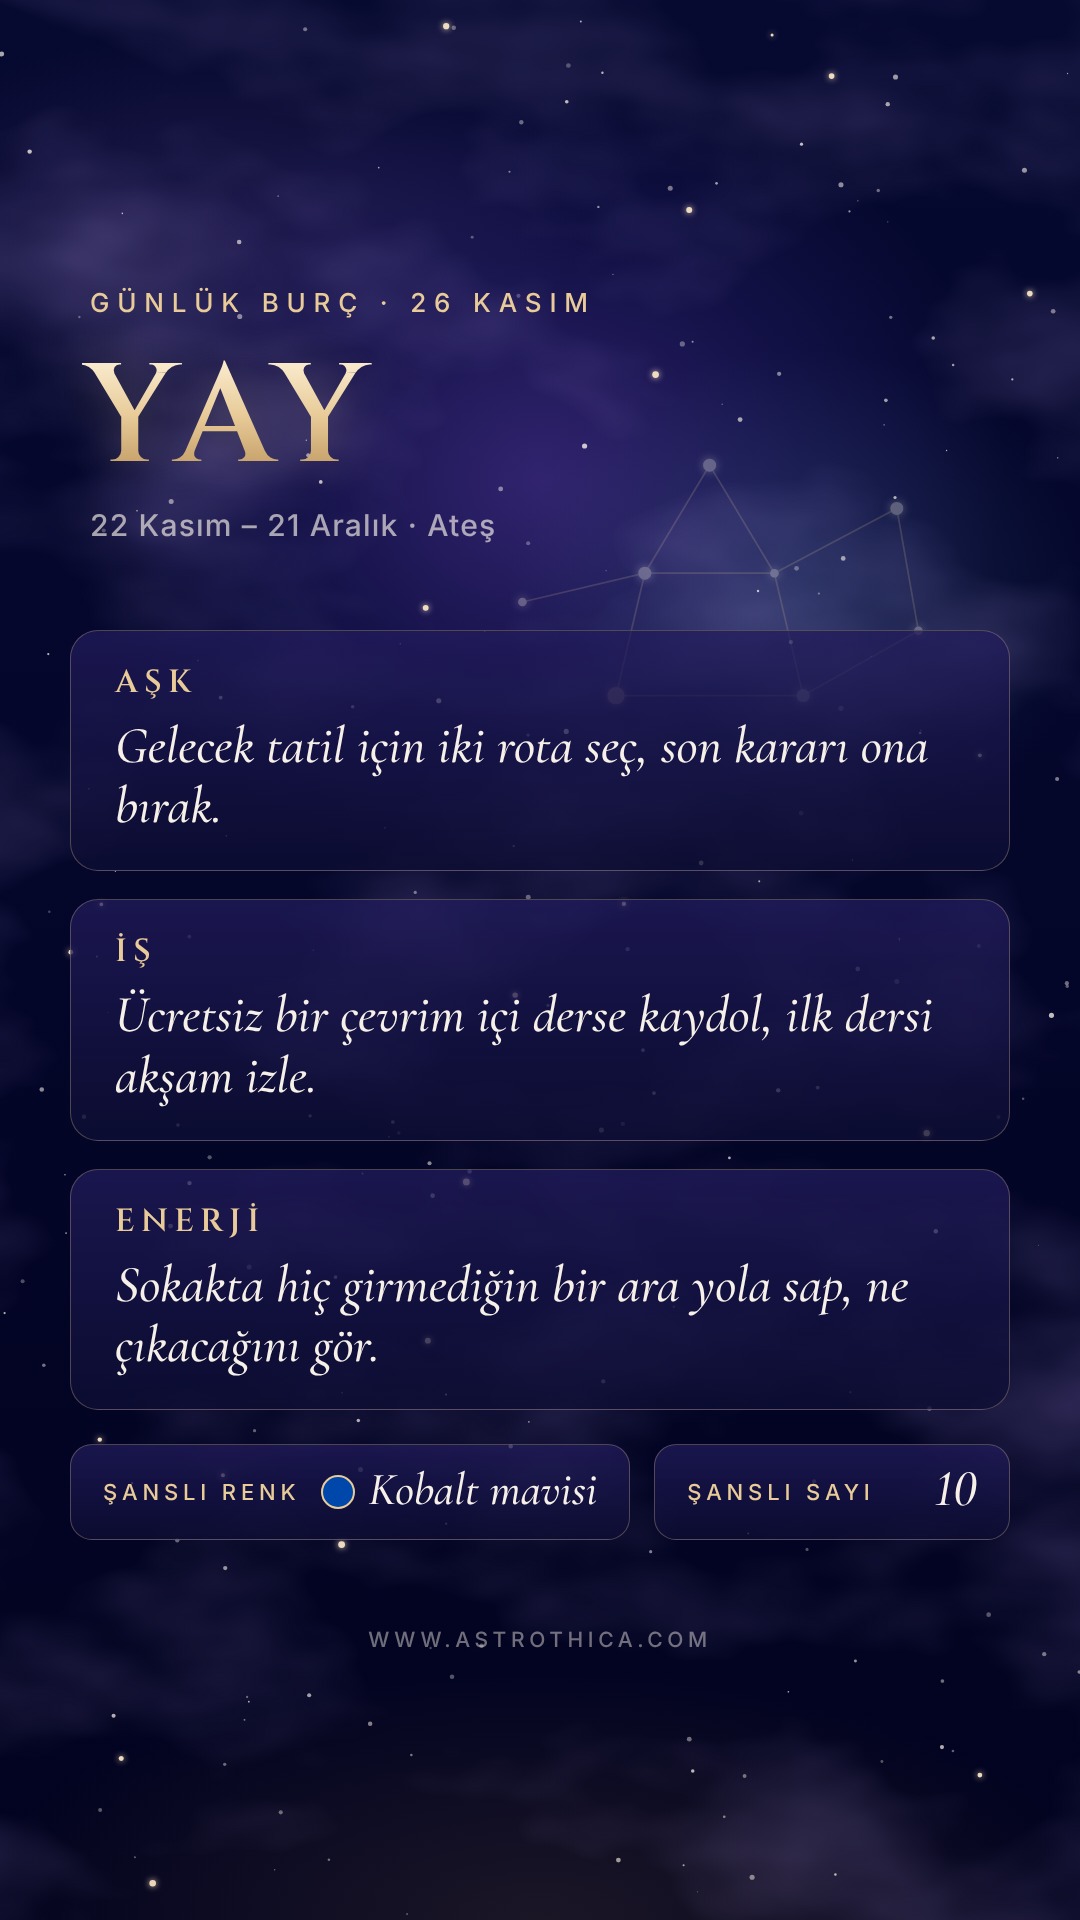 GÜNLÜK BURÇ · 26 KASIM
YAY
22 Kasım – 21 Aralık · Ateş
AŞK
Gelecek tatil için iki rota seç, son kararı ona
bırak.
İŞ
Ücretsiz bir çevrim içi derse kaydol, ilk dersi
akşam izle.
ENERJİ
Sokakta hiç girmediğin bir ara yola sap, ne
çıkacağını gör.
ŞANSLI RENK Kobalt mavisi
ŞANSLI SAYI 10
WWW.ASTROTHICA.COM